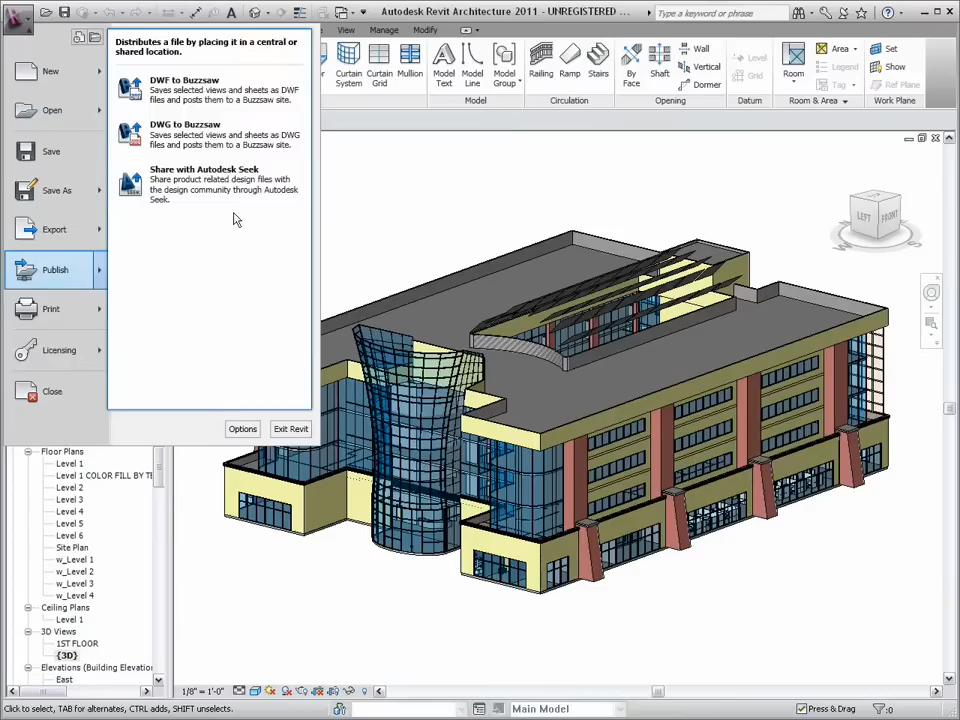 Autodesk Revit Architecture 2011 - UNREGISTERED ...
Type a keyword or phrase
View
Manage
Modify
Distributes a file by placing it in a central or
shared location.
DWF to Buzzsaw
Saves selected views and sheets as DWF
files and posts them to a Buzzsaw site.
DWG to Buzzsaw
Saves selected views and sheets as DWG
files and posts them to a Buzzsaw site.
Share with Autodesk Seek
Share product related design files with
the design community through Autodesk
Seek.
New
Open
Save
Save As
Export
Publish
Print
Licensing
Close
Options
Exit Revit
Curtain
System
Curtain
Grid
Mullion
Model
Text
Model
Line
Model
Group
Railing
Ramp
Stairs
By
Face
Shaft
Wall
Vertical
Dormer
Level
Grid
Room
Area
Legend
Tag
Set
Show
Ref Plane
Model
Circulation
Opening
Datum
Room & Area
Work Plane
LEFT
FRONT
Floor Plans
Level 1
Level 1 COLOR FILL BY TE
Level 2
Level 3
Level 4
Level 5
Level 6
Site Plan
w_Level 1
w_Level 2
w_Level 3
w_Level 4
Ceiling Plans
Level 1
3D Views
1ST FLOOR
{3D}
Elevations (Building Elevation
East
1/8" = 1'-0"
Click to select, TAB for alternates, CTRL adds, SHIFT unselects.
Main Model
Press & Drag
:0